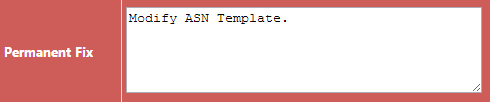 Modify ASN Template.
Permanent Fix